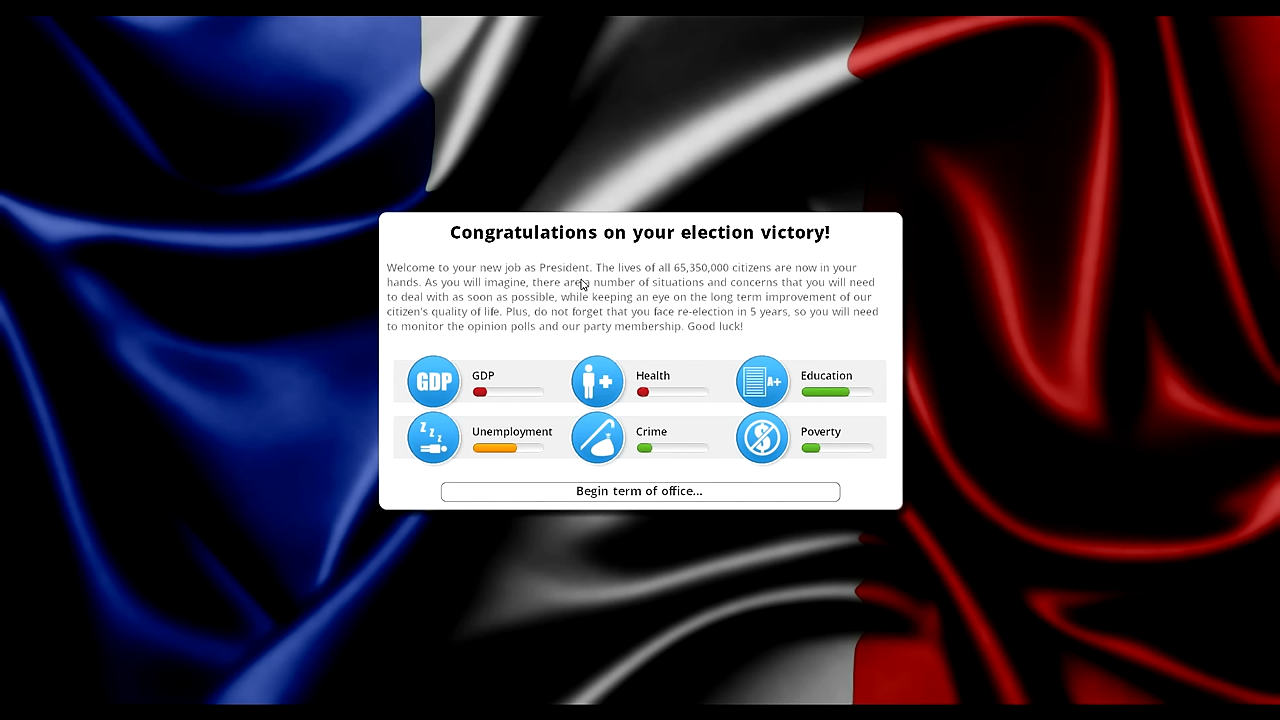 Congratulations on your election victory!
Welcome to your new job as President. The lives of all 65,350,000 citizens are now in your
hands. As you will imagine, there are a number of situations and concerns that you will need
to deal with as soon as possible, while keeping an eye on the long term improvement of our
citizen's quality of life. Plus, do not forget that you face re-election in 5 years, so you will need
to monitor the opinion polls and our party membership. Good luck!
GDP GDP Health A+ Education
Z Z Z Unemployment Crime $ Poverty
Begin term of office...